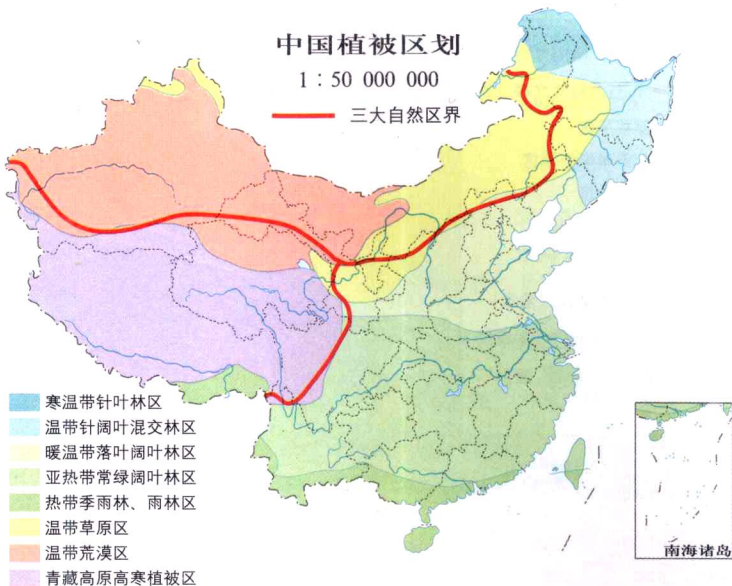 中国植被区划
1：50 000 000
三大自然区界
寒温带针叶林区
温带针阔叶混交林区
暖温带落叶阔叶林区
亚热带常绿阔叶林区
热带季雨林、雨林区
温带草原区
温带荒漠区
青藏高原高寒植被区
南海诸岛